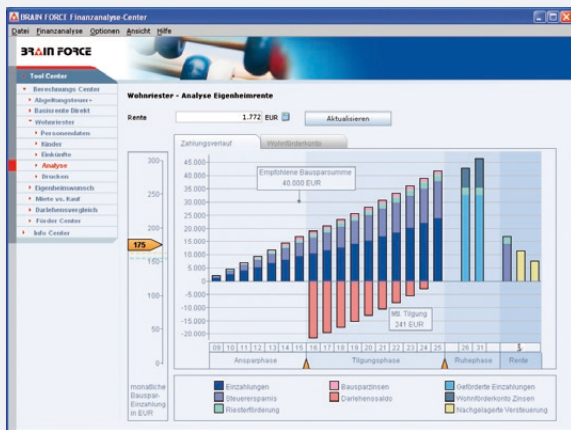 BRAIN FORCE Finanzanalyse-Center
Datei Finanzanalyse Optionen Ansicht Hilfe
BRAIN FORCE
Tool Center
Berechnungs Center
Abgeltungsteuer+
Basisrente Direkt
Wohnriester
Personendaten
Kinder
Einkünfte
Analyse
Drucken
Eigenheimwunsch
Miete vs. Kauf
Darlehensvergleich
Förder Center
Info Center
Wohnriester - Analyse Eigenheimrente
Rente 1.772 EUR Aktualisieren
Zahlungsverlauf Wohnförderkonto
300
250
200
175
150
100
50
0
monatliche
Bauspar-
Einzahlung
in EUR
45.000
40.000
35.000
30.000
25.000
20.000
15.000
10.000
5.000
0
-5.000
-10.000
-15.000
-20.000
Empfohlene Bausparsumme
40.000 EUR
Mtl. Tilgung
241 EUR
09 10 11 12 13 14 15 16 17 18 19 20 21 22 23 24 25 26 31
Ansparphase Tilgungsphase Ruhephase Rente
Einzahlungen Bausparzinsen Geförderte Einzahlungen
Steuerersparnis Darlehenssaldo Wohnförderkonto Zinsen
Riesterförderung Nachgelagerte Versteuerung